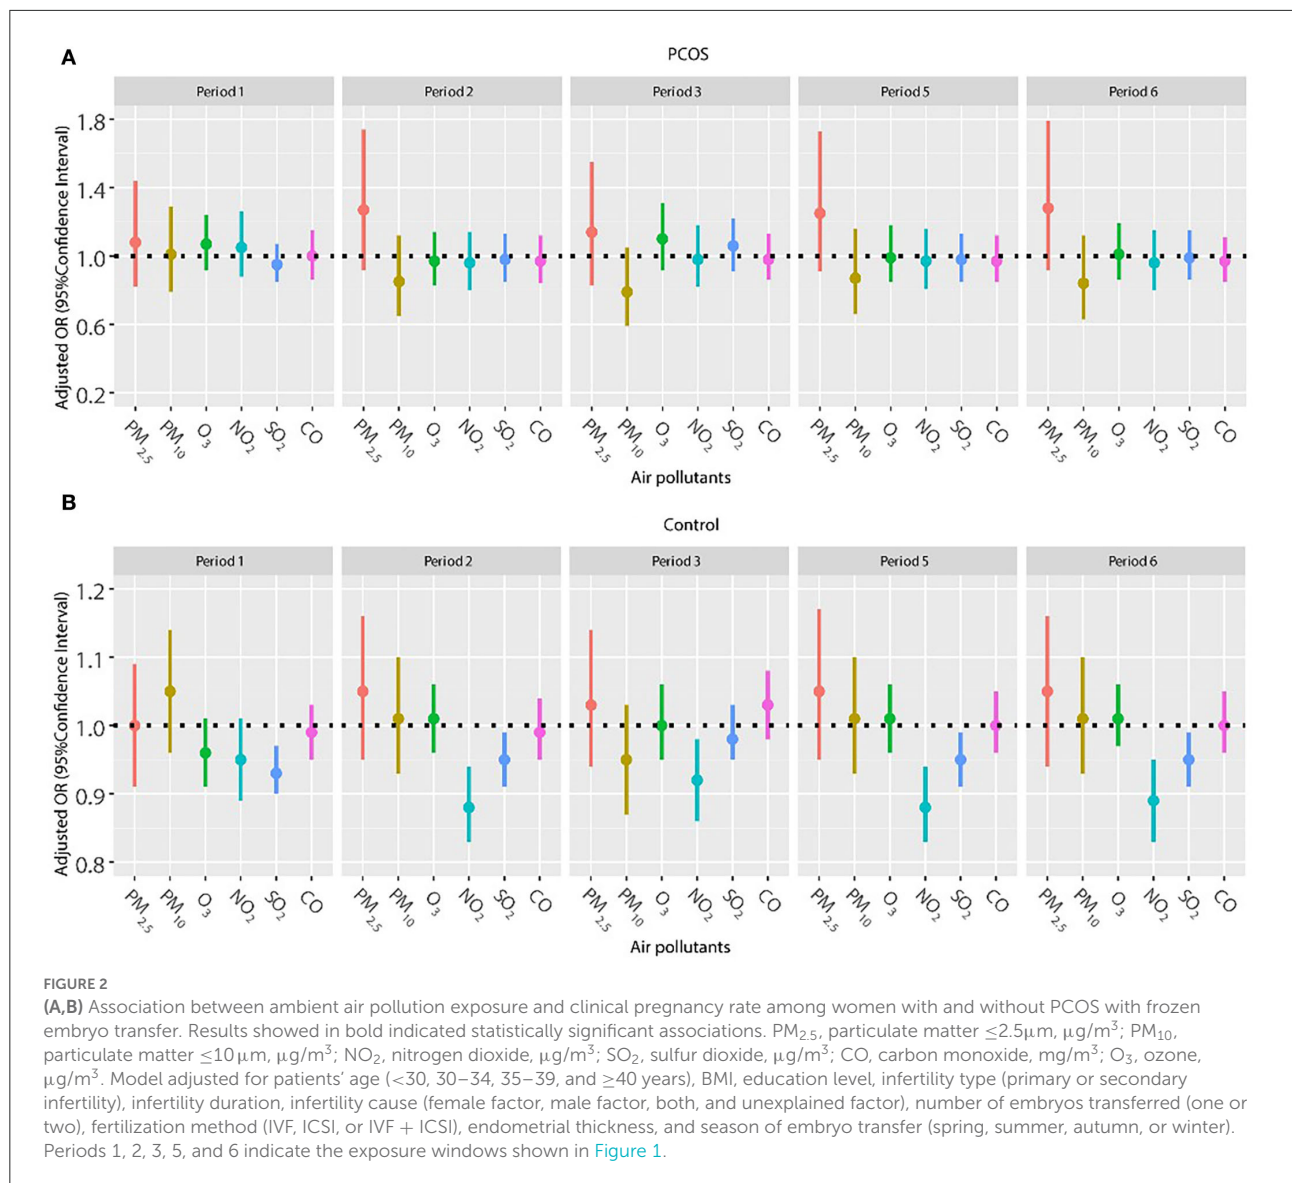 A
PCOS
Period 1 Period 2 Period 3 Period 5 Period 6
Adjusted OR (95%Confidence Interval)
1.8
1.4
1.0
0.6
0.2
PM2.5 PM10 O3 NO2 SO2 CO PM2.5 PM10 O3 NO2 SO2 CO PM2.5 PM10 O3 NO2 SO2 CO PM2.5 PM10 O3 NO2 SO2 CO PM2.5 PM10 O3 NO2 SO2 CO
Air pollutants
B
Control
Period 1 Period 2 Period 3 Period 5 Period 6
Adjusted OR (95%Confidence Interval)
1.2
1.1
1.0
0.9
0.8
PM2.5 PM10 O3 NO2 SO2 CO PM2.5 PM10 O3 NO2 SO2 CO PM2.5 PM10 O3 NO2 SO2 CO PM2.5 PM10 O3 NO2 SO2 CO PM2.5 PM10 O3 NO2 SO2 CO
Air pollutants
FIGURE 2
(A,B) Association between ambient air pollution exposure and clinical pregnancy rate among women with and without PCOS with frozen
embryo transfer. Results showed in bold indicated statistically significant associations. PM2.5, particulate matter ≤2.5μm, μg/m³; PM10,
particulate matter ≤10 μm, μg/m³; NO2, nitrogen dioxide, μg/m³; SO2, sulfur dioxide, μg/m³; CO, carbon monoxide, mg/m³; O3, ozone,
μg/m³. Model adjusted for patients' age (<30, 30–34, 35–39, and ≥40 years), BMI, education level, infertility type (primary or secondary
infertility), infertility duration, infertility cause (female factor, male factor, both, and unexplained factor), number of embryos transferred (one or
two), fertilization method (IVF, ICSI, or IVF + ICSI), endometrial thickness, and season of embryo transfer (spring, summer, autumn, or winter).
Periods 1, 2, 3, 5, and 6 indicate the exposure windows shown in Figure 1.